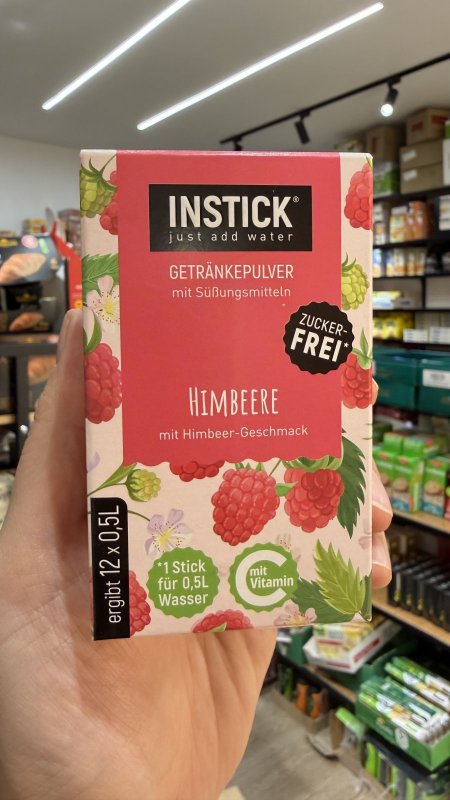 INSTICK®
just add water
GETRÄNKEPULVER
mit Süßungsmitteln
ZUCKER-
FREI*
HIMBEERE
mit Himbeer-Geschmack
ergibt 12 x 0,5L
*1 Stick
für 0,5L
Wasser
mit
Vitamin
C